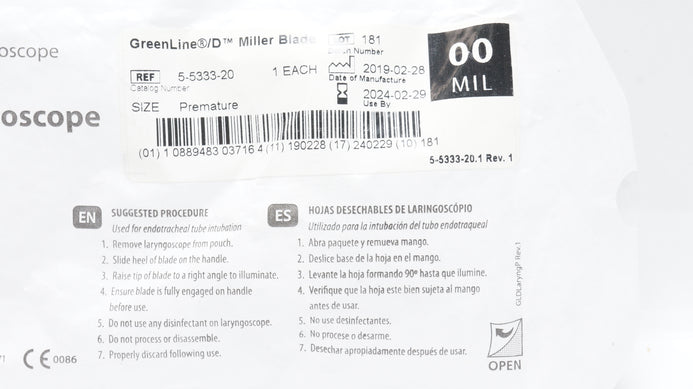 oscope
oscope
GreenLine®/D™ Miller Blade
LOT 181
Number
REF 5-5333-20
1 EACH
2019-02-28
Catalog Number
Date of Manufacture
2024-02-29
Use By
SIZE Premature
00
MIL
(01) 1 0889483 03716 4 (11) 190228 (17) 240229 (10) 181
5-5333-20.1 Rev. 1
EN SUGGESTED PROCEDURE
Used for endotracheal tube intubation
1. Remove laryngoscope from pouch.
2. Slide heel of blade on the handle.
3. Raise tip of blade to a right angle to illuminate.
4. Ensure blade is fully engaged on handle
before use.
5. Do not use any disinfectant on laryngoscope.
6. Do not process or disassemble.
7. Properly discard following use.
ES HOJAS DESECHABLES DE LARINGOSCÓPIO
Utilizado para la intubación del tubo endotraqueal
1. Abra paquete y remueva mango.
2. Deslice base de la hoja en el mango.
3. Levante la hoja formando 90º hasta que ilumine.
4. Verifique que la hoja este bien sujeta al mango
antes de usar.
5. No use desinfectantes.
6. No procese o desarme.
7. Desechar apropiadamente después de usar.
GLDLaryngP Rev.1
OPEN
71 CE 0086